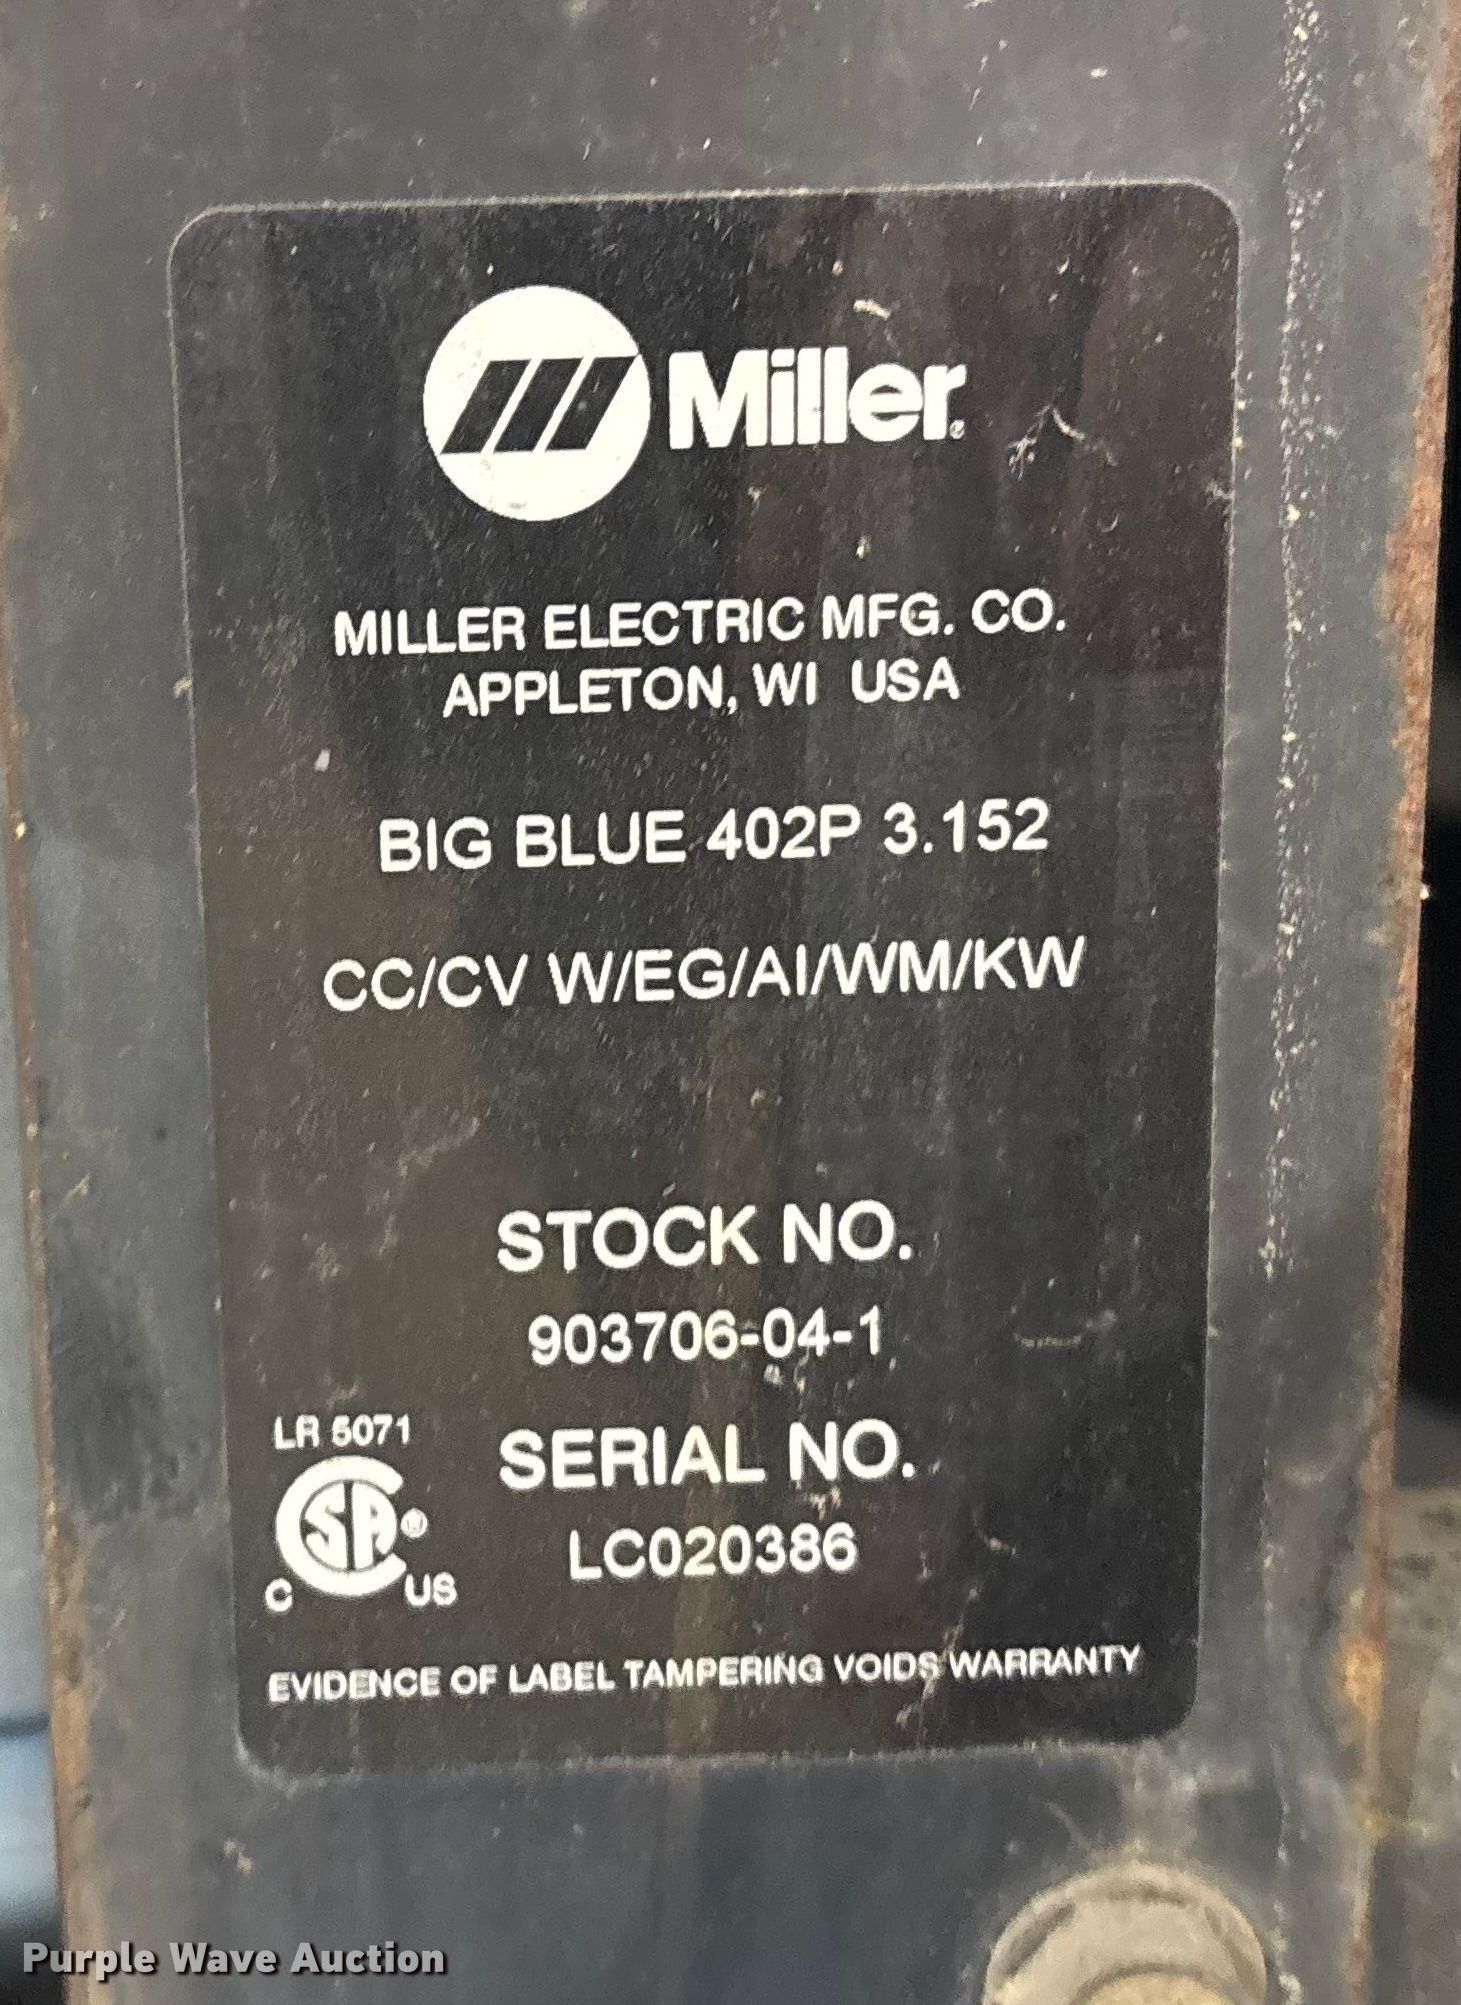 Miller®
MILLER ELECTRIC MFG. CO.
APPLETON, WI USA
BIG BLUE 402P 3.152
CC/CV W/EG/AI/WM/KW
STOCK NO.
903706-04-1
LR 5071
SERIAL NO.
LC020386
CSA®
C US
EVIDENCE OF LABEL TAMPERING VOIDS WARRANTY
Purple Wave Auction